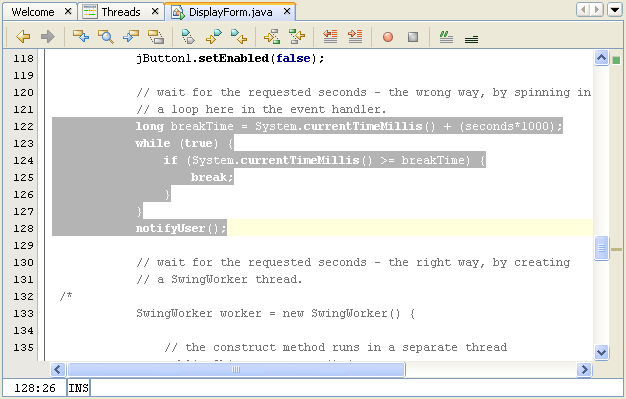 Welcome Threads DisplayForm.java
118 jButton1.setEnabled(false);
119
120 // wait for the requested seconds - the wrong way, by spinning in
121 // a loop here in the event handler.
122 long breakTime = System.currentTimeMillis() + (seconds*1000);
123 while (true) {
124 if (System.currentTimeMillis() >= breakTime) {
125 break;
126 }
127 }
128 notifyUser();
129
130 // wait for the requested seconds - the right way, by creating
131 // a SwingWorker thread.
132 /*
133 SwingWorker worker = new SwingWorker() {
134
135 // the construct method runs in a separate thread
128:26 INS